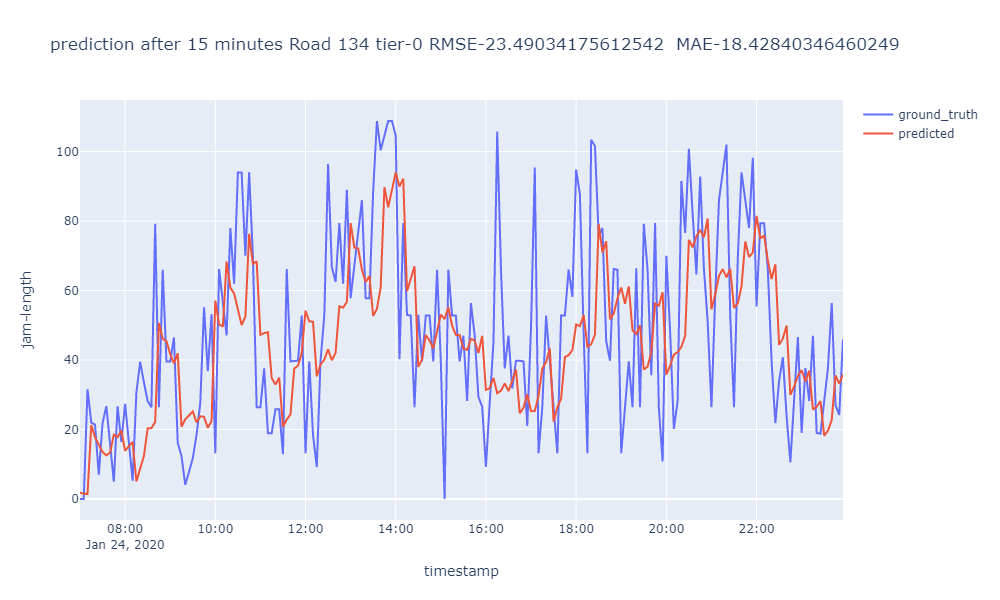 prediction after 15 minutes Road 134 tier-0 RMSE-23.49034175612542  MAE-18.42840346460249
ground_truth
predicted
100
80
60
40
20
0
jam-length
08:00 10:00 12:00 14:00 16:00 18:00 20:00 22:00
Jan 24, 2020
timestamp